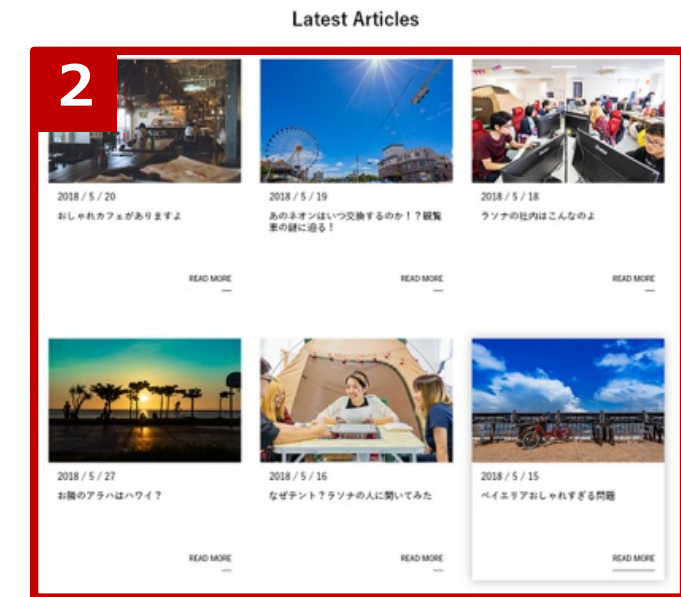 Latest Articles
2
2018 / 5 / 20
おしゃれカフェがありますよ
READ MORE
2018 / 5 / 19
あのネオンはいつ交換するのか！？観覧
車の謎に迫る！
READ MORE
2018 / 5 / 18
ラソナの社内はこんなのよ
READ MORE
2018 / 5 / 27
お隣のアラハはハワイ？
READ MORE
2018 / 5 / 16
なぜテント？ラソナの人に聞いてみた
READ MORE
2018 / 5 / 15
ベイエリアおしゃれすぎる問題
READ MORE